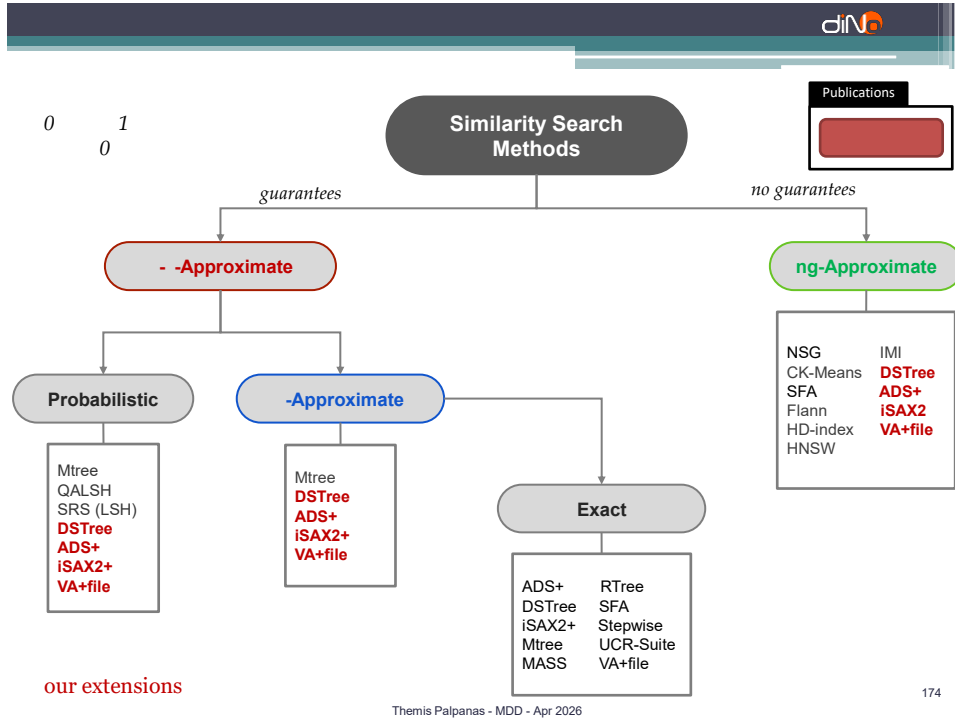 diNo
Publications
0 1
0
Similarity Search
Methods
guarantees
no guarantees
- -Approximate
ng-Approximate
NSG IMI
CK-Means DSTree
SFA ADS+
Flann iSAX2
HD-index VA+file
HNSW
Probabilistic
-Approximate
Mtree
QALSH
SRS (LSH)
DSTree
ADS+
iSAX2+
VA+file
Mtree
DSTree
ADS+
iSAX2+
VA+file
Exact
ADS+ RTree
DSTree SFA
iSAX2+ Stepwise
Mtree UCR-Suite
MASS VA+file
our extensions
174
Themis Palpanas - MDD - Apr 2026